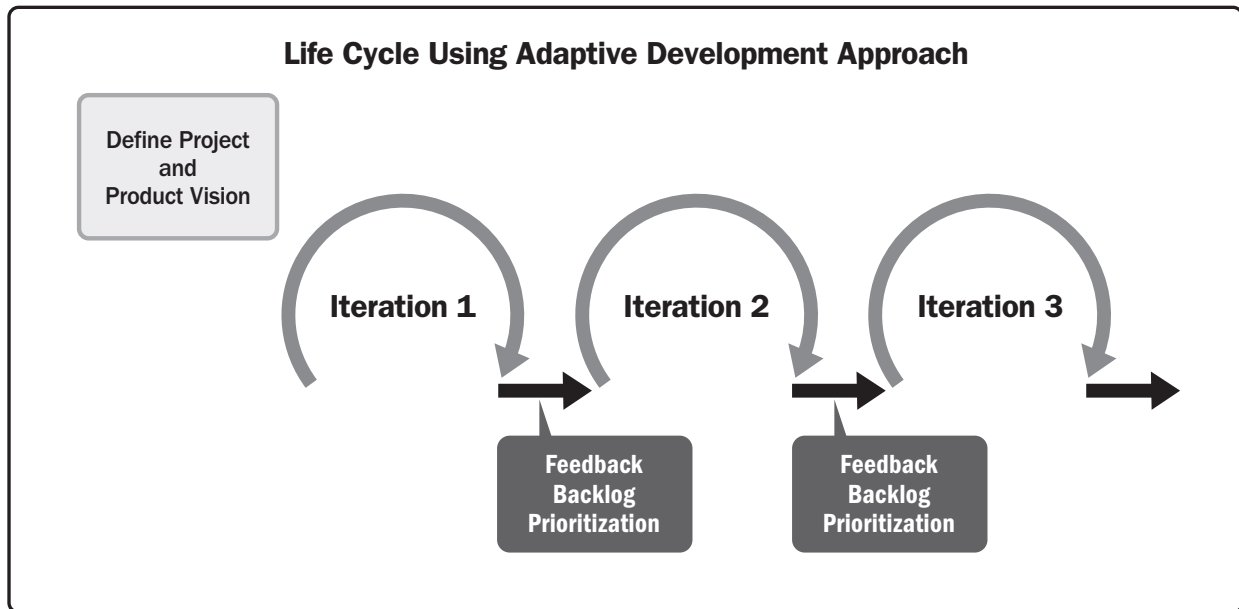 Life Cycle Using Adaptive Development Approach
Define Project
and
Product Vision
Iteration 1
Iteration 2
Iteration 3
Feedback
Backlog
Prioritization
Feedback
Backlog
Prioritization